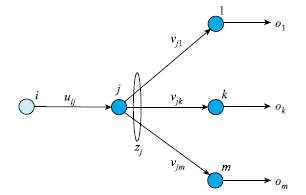 1
o₁
vⱼ₁
i
uᵢⱼ
j
vⱼₖ
k
oₖ
zⱼ
vⱼₘ
m
oₘ